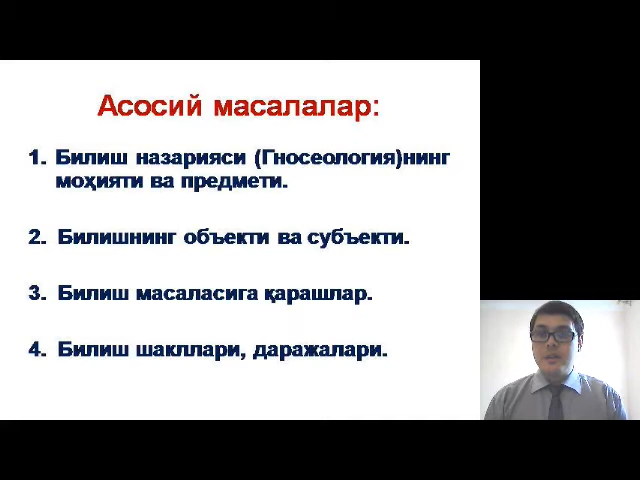 Асосий масалалар:
1. Билиш назарияси (Гносеология)нинг
моҳияти ва предмети.
2. Билишнинг объекти ва субъекти.
3. Билиш масаласига қарашлар.
4. Билиш шакллари, даражалари.